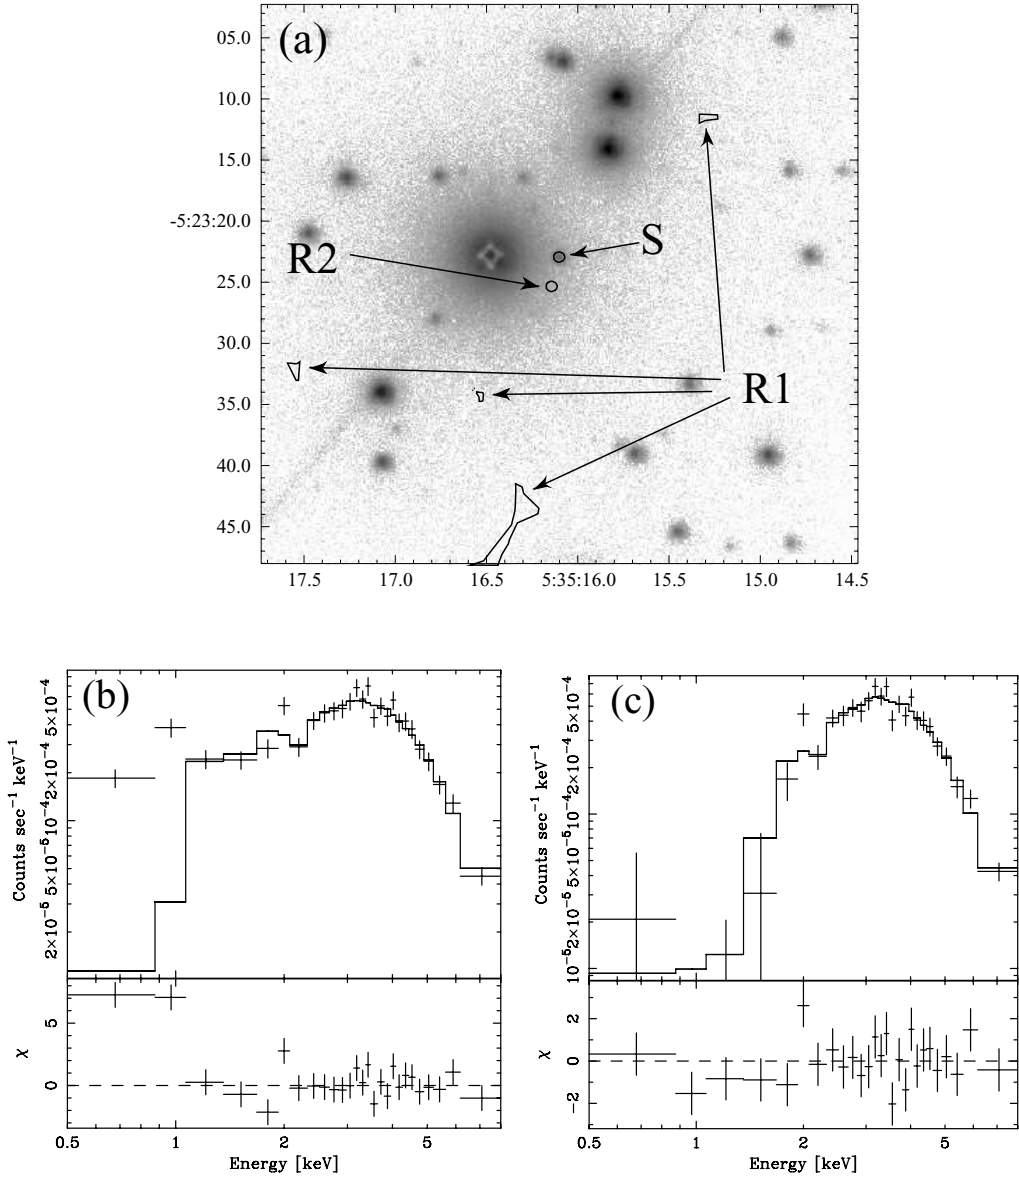 (a)
05.0
10.0
15.0
-5:23:20.0
25.0
30.0
35.0
40.0
45.0
R2
S
R1
17.5 17.0 16.5 5:35:16.0 15.5 15.0 14.5
(b)
Counts sec⁻¹ keV⁻¹
2×10⁻⁵ 5×10⁻⁵ 10⁻⁴ 2×10⁻⁴ 5×10⁻⁴
χ
5
0
0.5 1 2 5
Energy [keV]
(c)
Counts sec⁻¹ keV⁻¹
10⁻⁵ 2×10⁻⁵ 5×10⁻⁵ 10⁻⁴ 2×10⁻⁴ 5×10⁻⁴
χ
2
0
-2
0.5 1 2 5
Energy [keV]